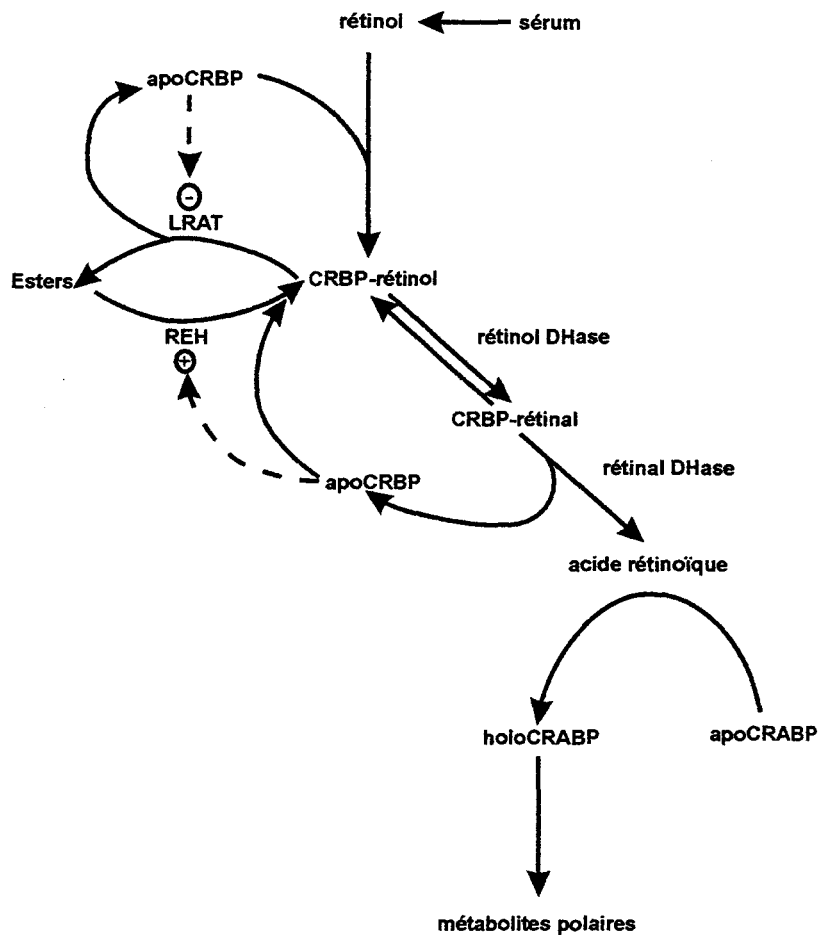 rétinol
sérum
apoCRBP
-
LRAT
Esters
CRBP-rétinol
REH
+
rétinol DHase
CRBP-rétinal
rétinal DHase
apoCRBP
acide rétinoïque
holoCRABP
apoCRABP
métabolites polaires